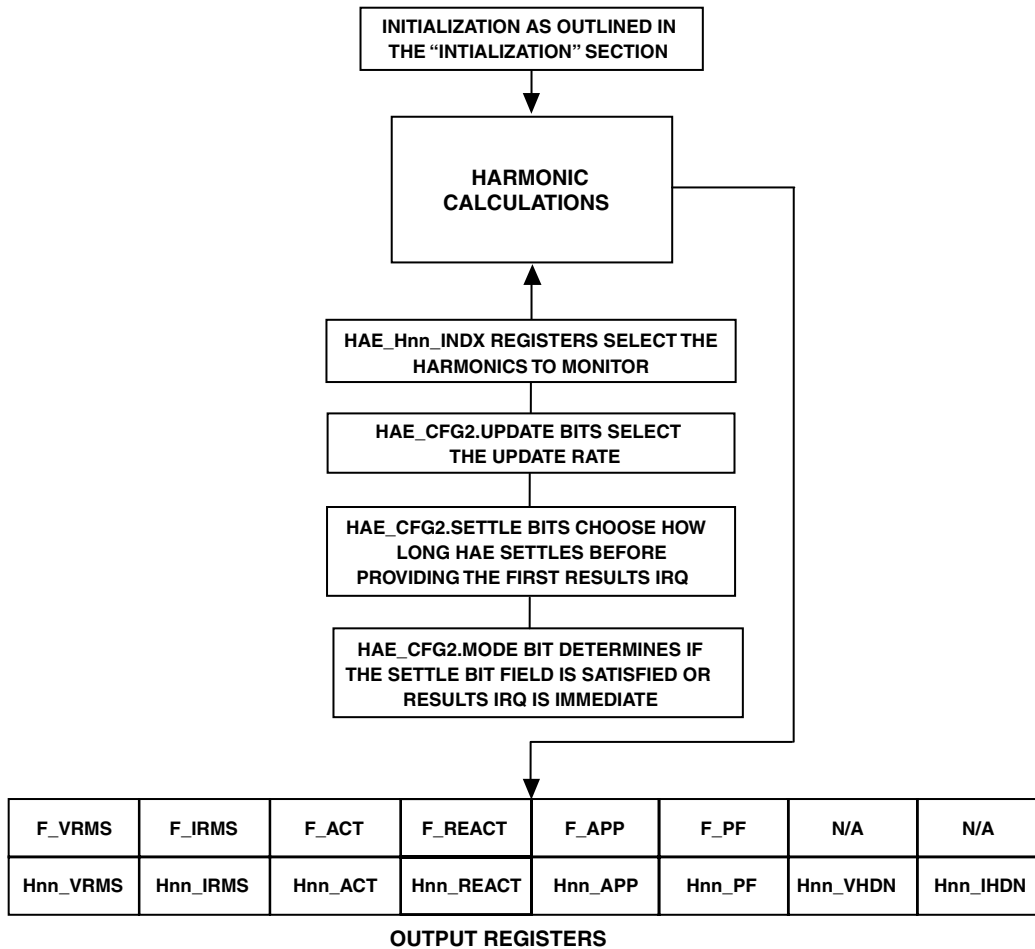 INITIALIZATION AS OUTLINED IN
THE “INTIALIZATION” SECTION
HARMONIC
CALCULATIONS
HAE_Hnn_INDX REGISTERS SELECT THE
HARMONICS TO MONITOR
HAE_CFG2.UPDATE BITS SELECT
THE UPDATE RATE
HAE_CFG2.SETTLE BITS CHOOSE HOW
LONG HAE SETTLES BEFORE
PROVIDING THE FIRST RESULTS IRQ
HAE_CFG2.MODE BIT DETERMINES IF
THE SETTLE BIT FIELD IS SATISFIED OR
RESULTS IRQ IS IMMEDIATE
F_VRMS F_IRMS F_ACT F_REACT F_APP F_PF N/A N/A
Hnn_VRMS Hnn_IRMS Hnn_ACT Hnn_REACT Hnn_APP Hnn_PF Hnn_VHDN Hnn_IHDN
OUTPUT REGISTERS